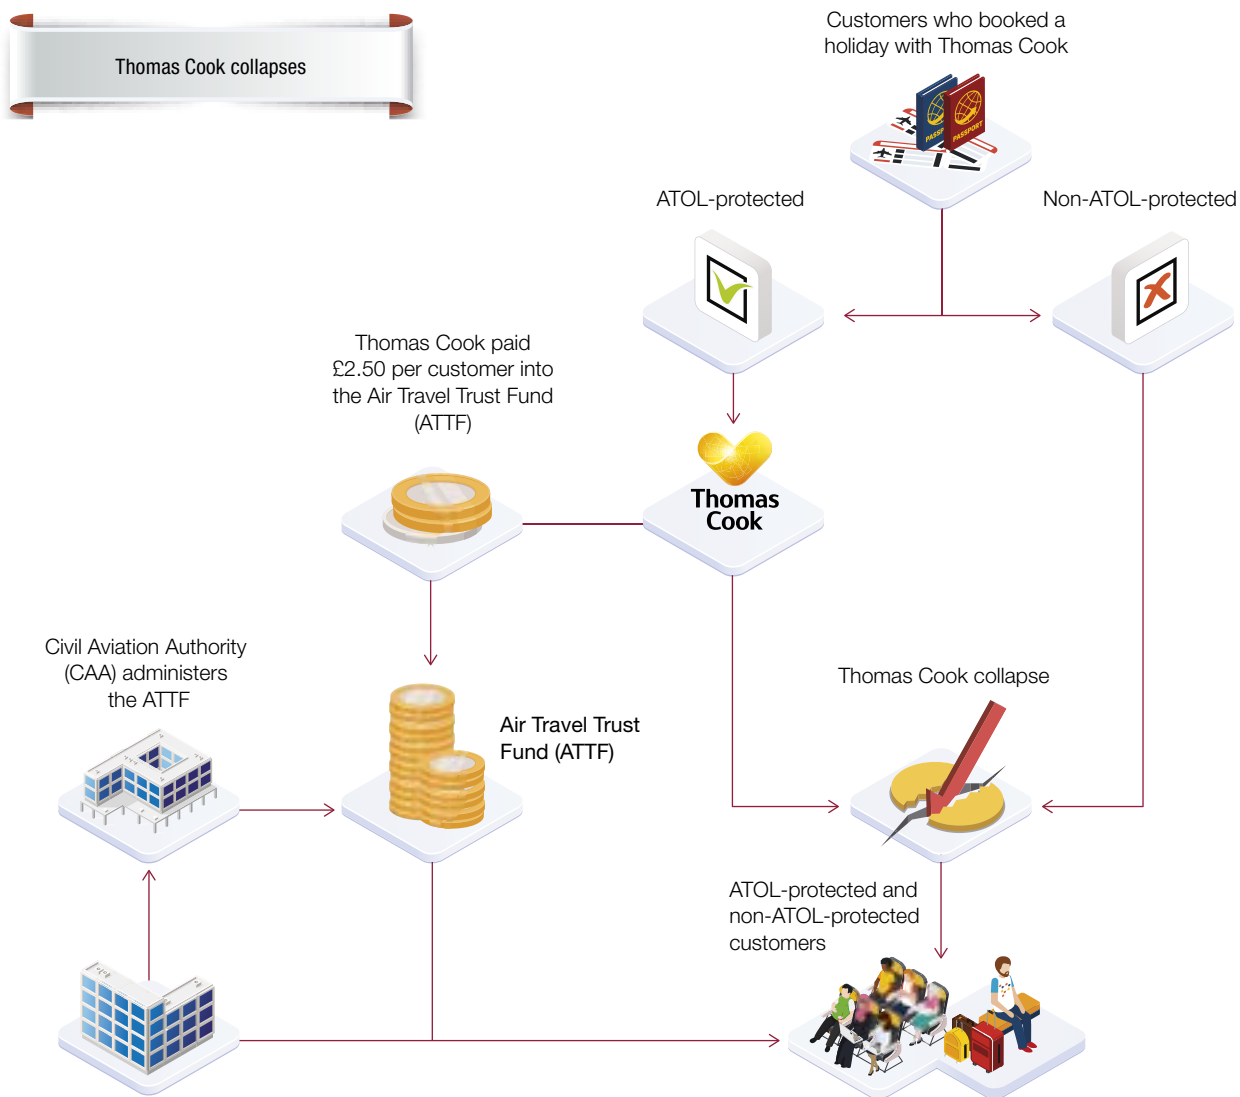 Thomas Cook collapses
Customers who booked a
holiday with Thomas Cook
PASSPORT
PASSPORT
ATOL-protected
Non-ATOL-protected
Thomas Cook paid
£2.50 per customer into
the Air Travel Trust Fund
(ATTF)
Thomas
Cook
Civil Aviation Authority
(CAA) administers
the ATTF
Air Travel Trust
Fund (ATTF)
Thomas Cook collapse
ATOL-protected and
non-ATOL-protected
customers